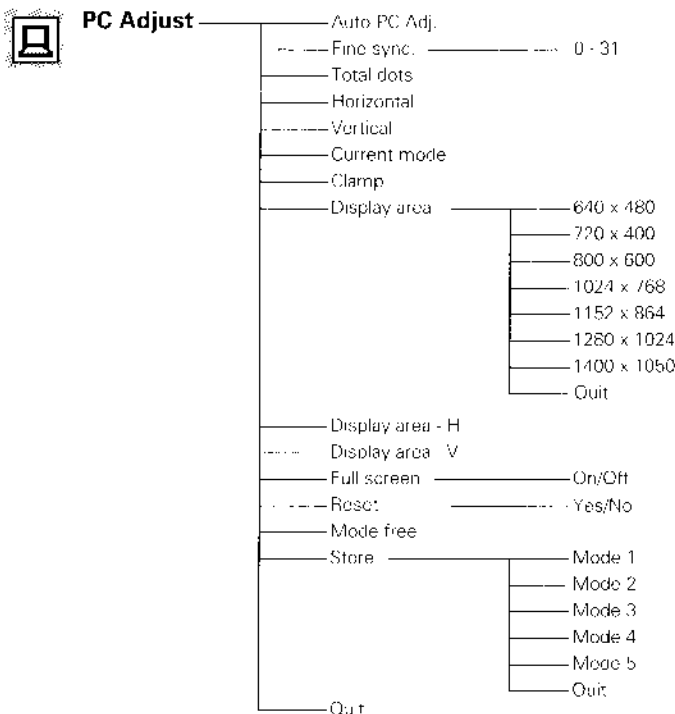 PC Adjust
Auto PC Adj.
Fine sync. 0 - 31
Total dots
Horizontal
Vertical
Current mode
Clamp
Display area 640 x 480
720 x 400
800 x 600
1024 x 768
1152 x 864
1280 x 1024
1400 x 1050
Quit
Display area - H
Display area - V
Full screen On/Off
Reset Yes/No
Mode free
Store Mode 1
Mode 2
Mode 3
Mode 4
Mode 5
Quit
Quit